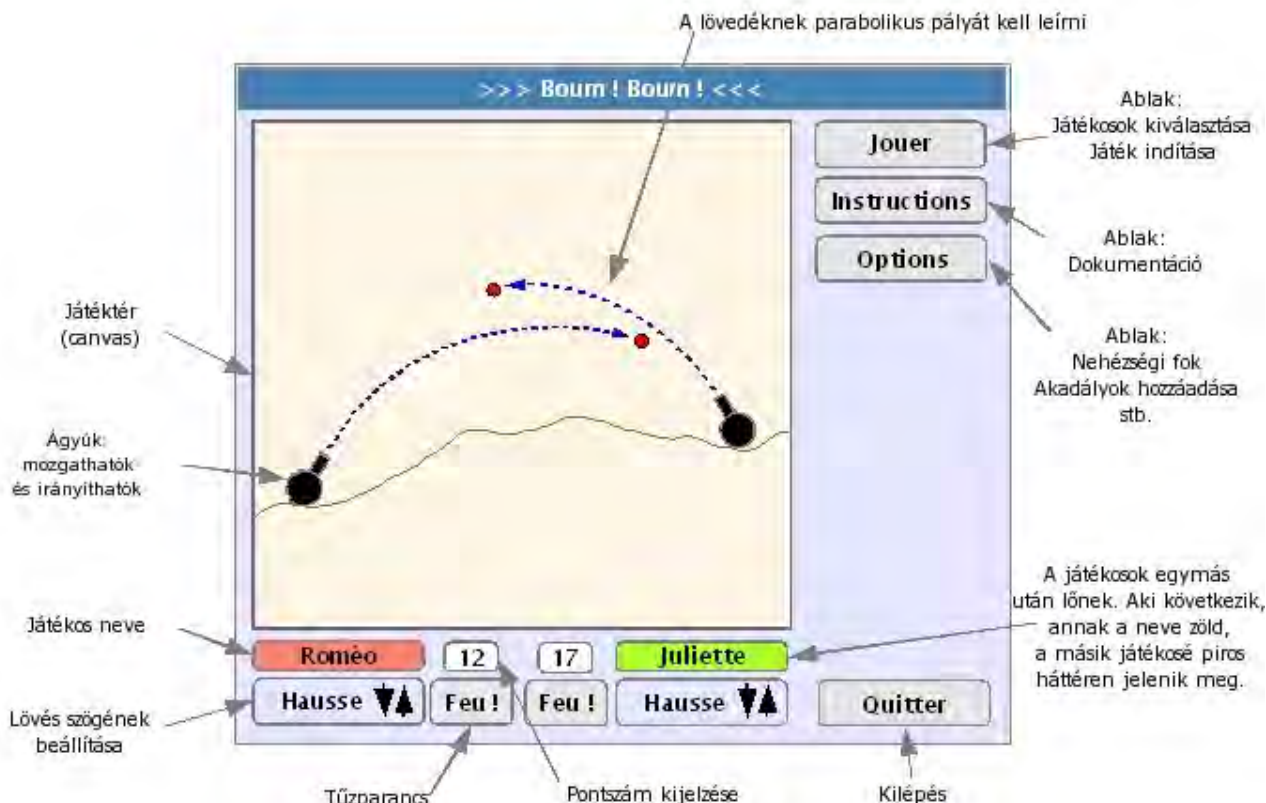 A lövedéknek parabolikus pályát kell leírni
>>> Boum ! Boum ! <<<
Ablak:
Játékosok kiválasztása
Játék indítása
Jouer
Instructions
Ablak:
Dokumentáció
Options
Ablak:
Nehézségi fok
Akadályok hozzáadása
stb.
Játéktér
(canvas)
Ágyúk:
mozgathatók
és irányíthatók
A játékosok egymás
után lőnek. Aki következik,
annak a neve zöld,
a másik játékosé piros
háttéren jelenik meg.
Játékos neve
Roméo
12
17
Juliette
Lövés szögének
beállítása
Hausse
Feu !
Feu !
Hausse
Quitter
Tűzparancs
Pontszám kijelzése
Kilépés